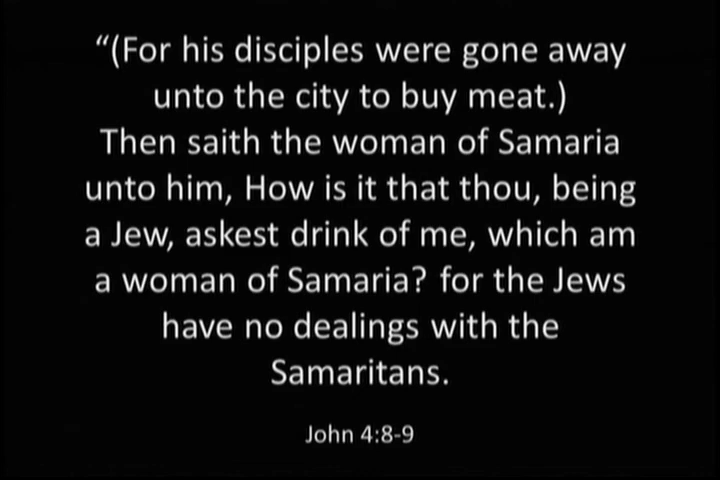 “(For his disciples were gone away
unto the city to buy meat.)
Then saith the woman of Samaria
unto him, How is it that thou, being
a Jew, askest drink of me, which am
a woman of Samaria? for the Jews
have no dealings with the
Samaritans.
John 4:8-9